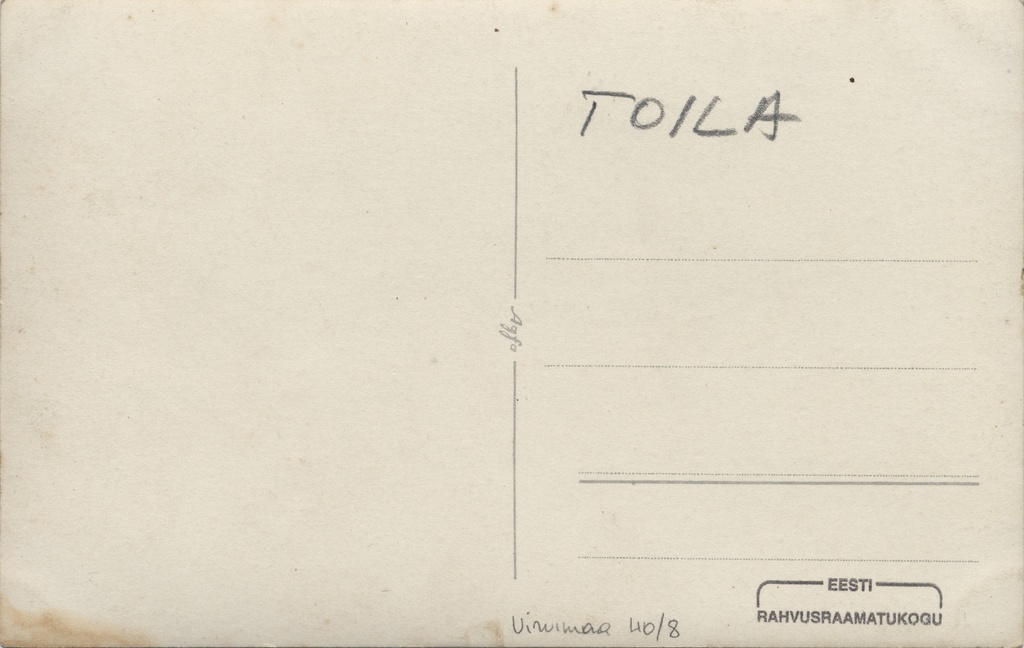 TOILA
Agfa
EESTI
RAHVUSRAAMATUKOGU
Virumaa 40/8